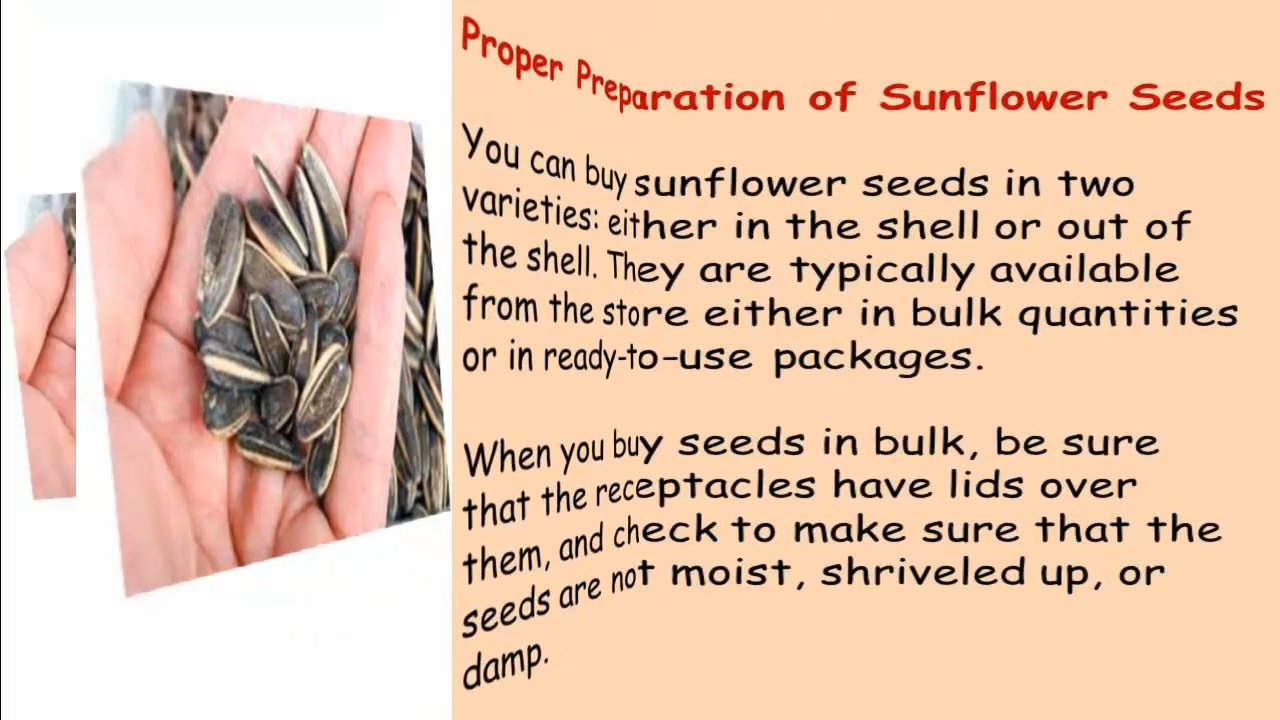 Proper Preparation of Sunflower Seeds
You can buy sunflower seeds in two
varieties: either in the shell or out of
the shell. They are typically available
from the store either in bulk quantities
or in ready-to-use packages.
When you buy seeds in bulk, be sure
that the receptacles have lids over
them, and check to make sure that the
seeds are not moist, shriveled up, or
damp.